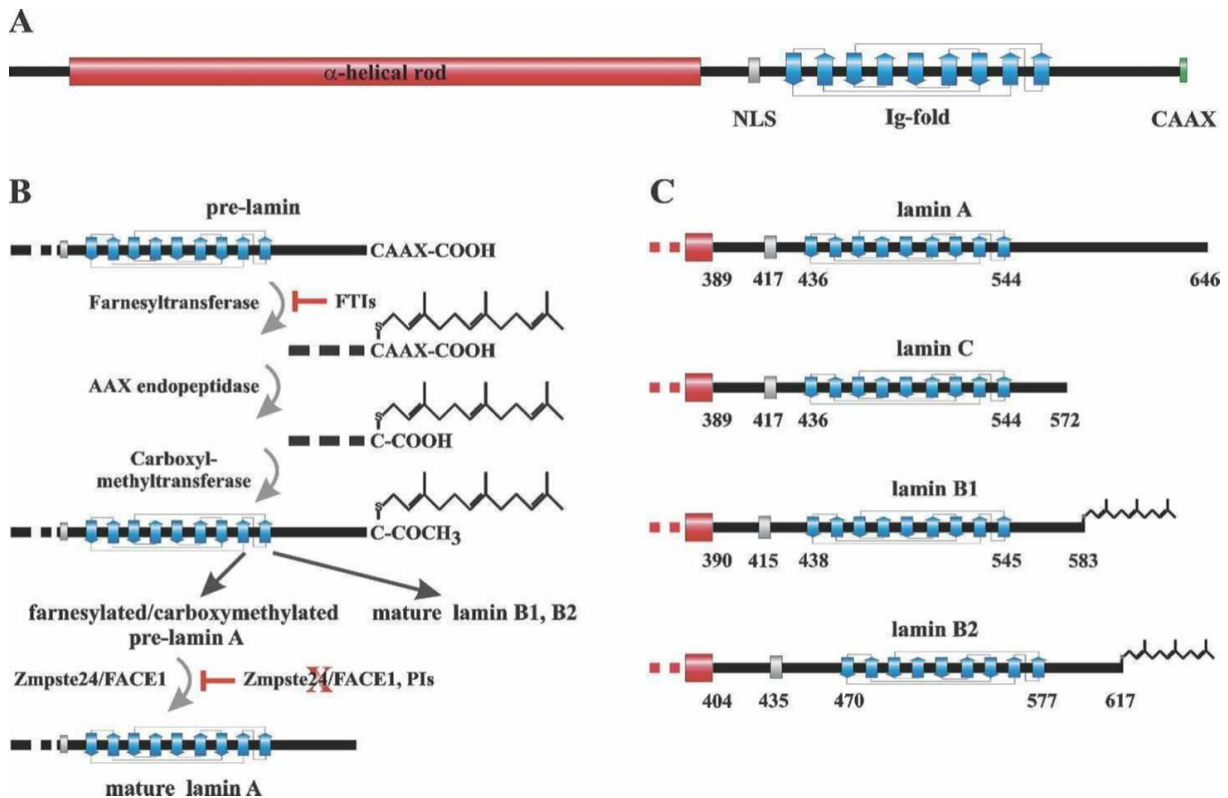 A
α-helical rod
NLS
Ig-fold
CAAX
B
pre-lamin
CAAX-COOH
Farnesyltransferase
FTIs
S
CAAX-COOH
AAX endopeptidase
S
C-COOH
Carboxyl-
methyltransferase
S
C-COCH₃
farnesylated/carboxymethylated
pre-lamin A
mature lamin B1, B2
Zmpste24/FACE1
Zmpste24/FACE1, PIs
X
mature lamin A
C
lamin A
389 417 436 544 646
lamin C
389 417 436 544 572
lamin B1
390 415 438 545 583
lamin B2
404 435 470 577 617